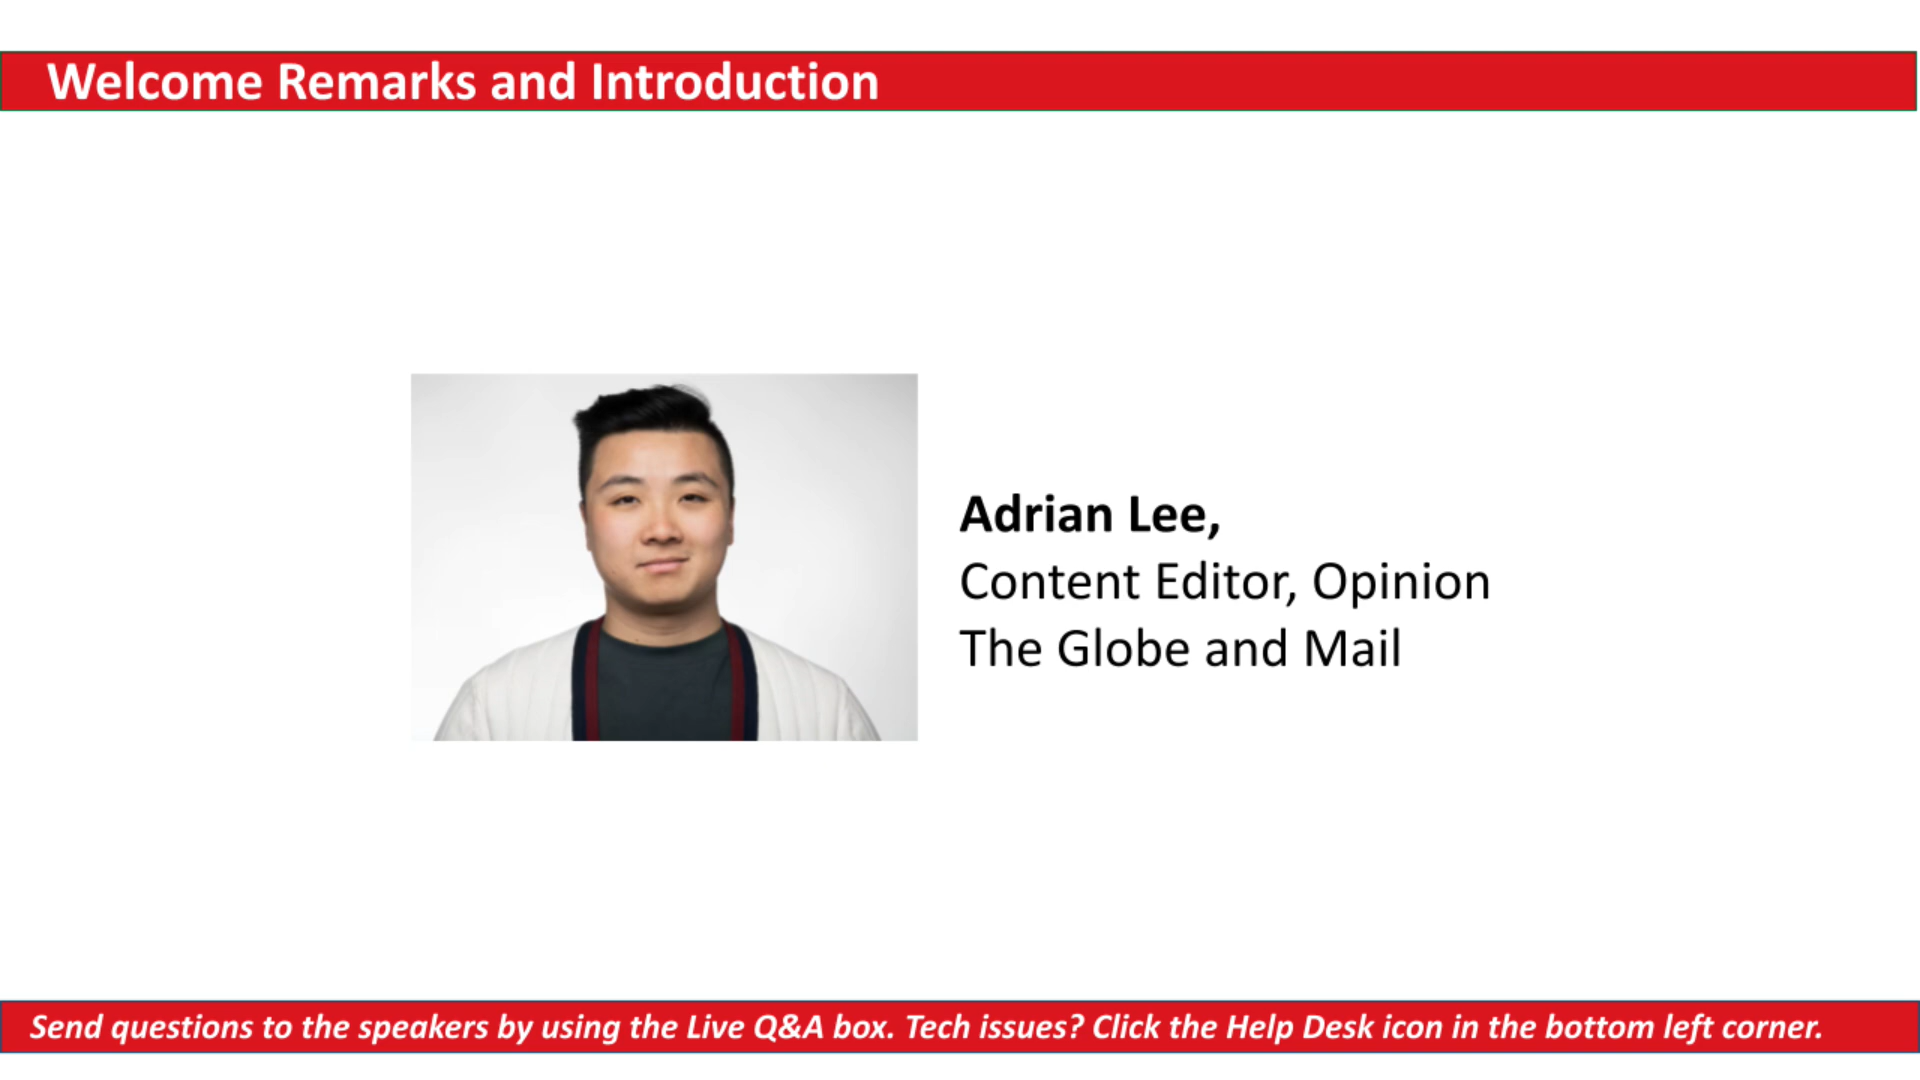 Welcome Remarks and Introduction
Adrian Lee,
Content Editor, Opinion
The Globe and Mail
Send questions to the speakers by using the Live Q&A box. Tech issues? Click the Help Desk icon in the bottom left corner.